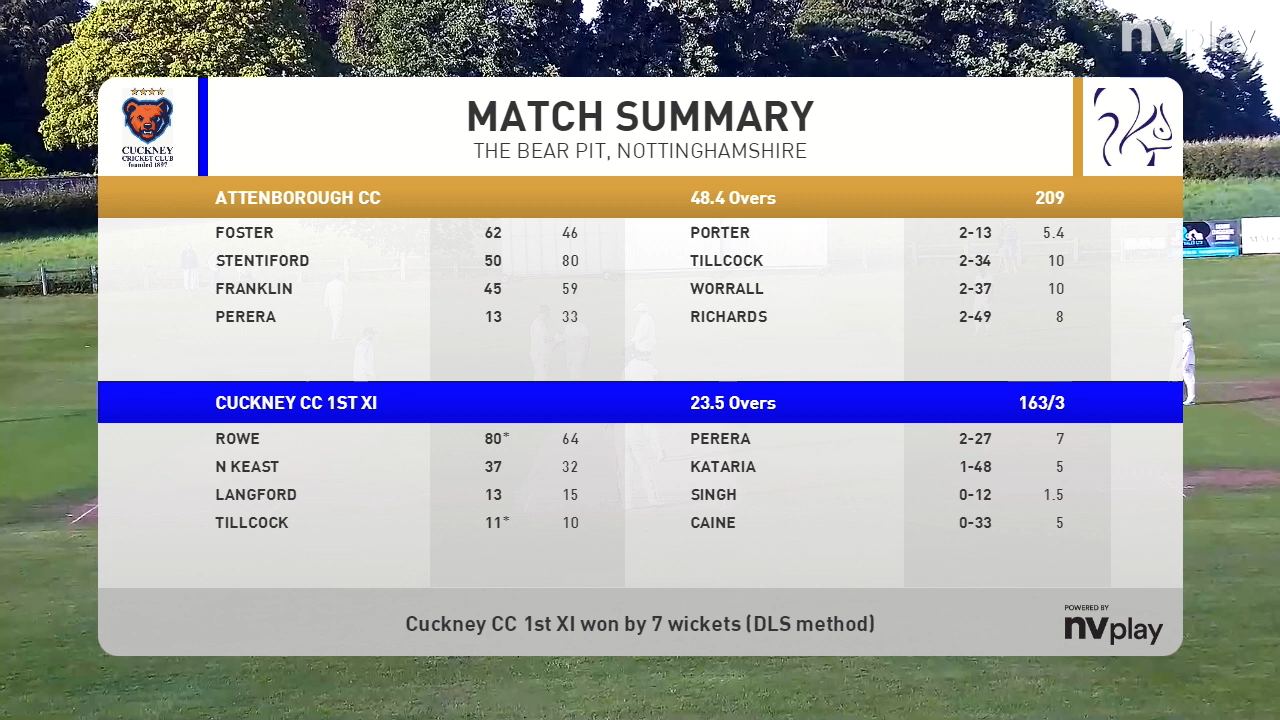 nvplay
CUCKNEY
CRICKET CLUB
founded 1897
MATCH SUMMARY
THE BEAR PIT, NOTTINGHAMSHIRE
ATTENBOROUGH CC 48.4 Overs 209
FOSTER 62 46 PORTER 2-13 5.4
STENTIFORD 50 80 TILLCOCK 2-34 10
FRANKLIN 45 59 WORRALL 2-37 10
PERERA 13 33 RICHARDS 2-49 8
CUCKNEY CC 1ST XI 23.5 Overs 163/3
ROWE 80* 64 PERERA 2-27 7
N KEAST 37 32 KATARIA 1-48 5
LANGFORD 13 15 SINGH 0-12 1.5
TILLCOCK 11* 10 CAINE 0-33 5
Cuckney CC 1st XI won by 7 wickets (DLS method)
POWERED BY
nvplay